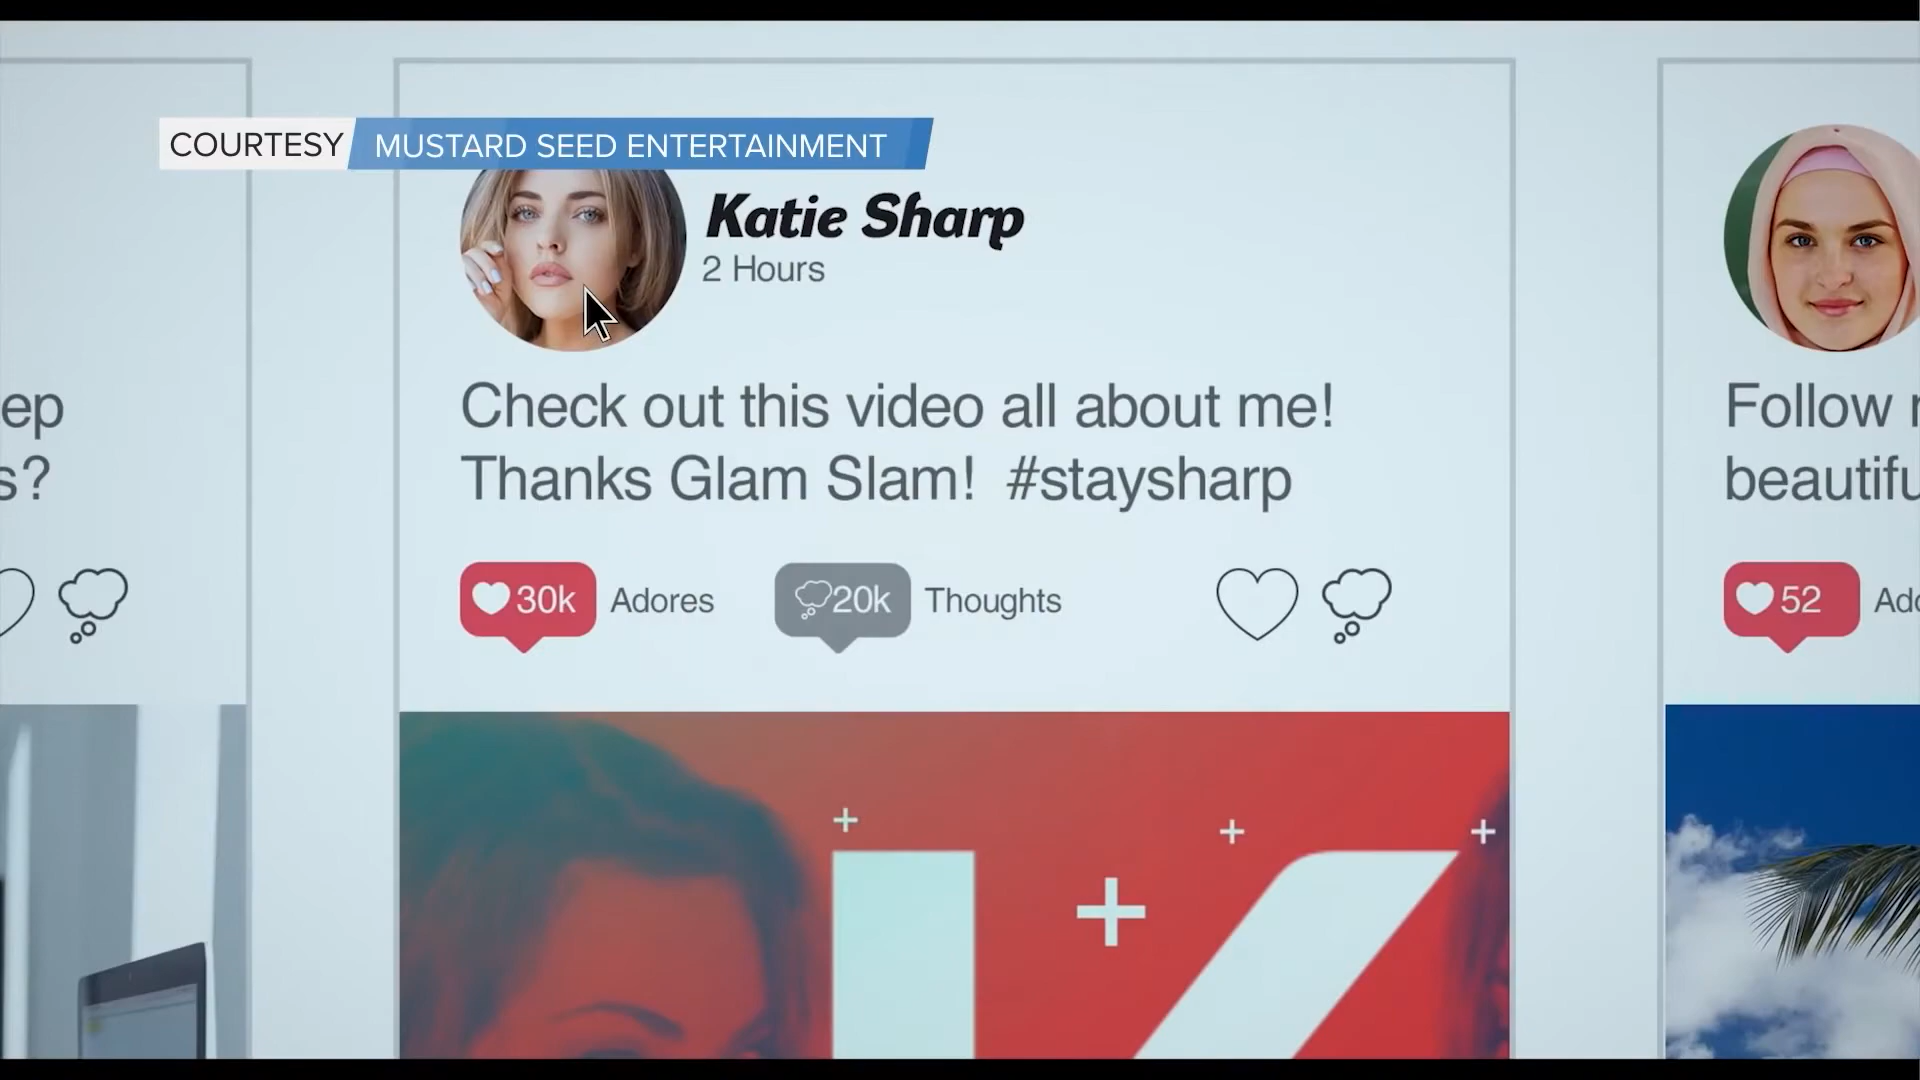 COURTESY MUSTARD SEED ENTERTAINMENT
Katie Sharp
2 Hours
Check out this video all about me!
Thanks Glam Slam! #staysharp
30k Adores 20k Thoughts
ep
s?
Follow
beautifu
52 Ado
K